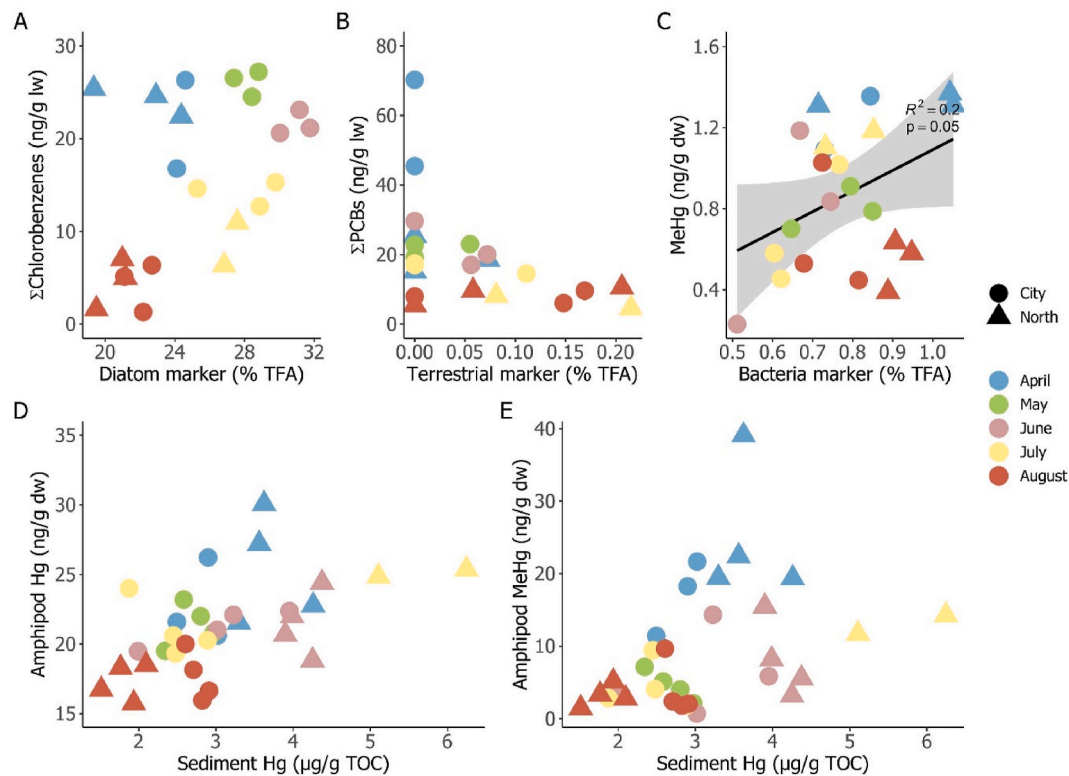 A
ΣChlorobenzenes (ng/g lw)
30
20
10
0
20
24
28
32
Diatom marker (% TFA)
B
ΣPCBs (ng/g lw)
80
60
40
20
0
0.00
0.05
0.10
0.15
0.20
Terrestrial marker (% TFA)
C
MeHg (ng/g dw)
1.6
1.2
0.8
0.4
R² = 0.2
p = 0.05
0.5
0.6
0.7
0.8
0.9
1.0
Bacteria marker (% TFA)
City
North
April
May
June
July
August
D
Amphipod Hg (ng/g dw)
35
30
25
20
15
2
3
4
5
6
Sediment Hg (µg/g TOC)
E
Amphipod MeHg (ng/g dw)
40
30
20
10
0
2
3
4
5
6
Sediment Hg (µg/g TOC)